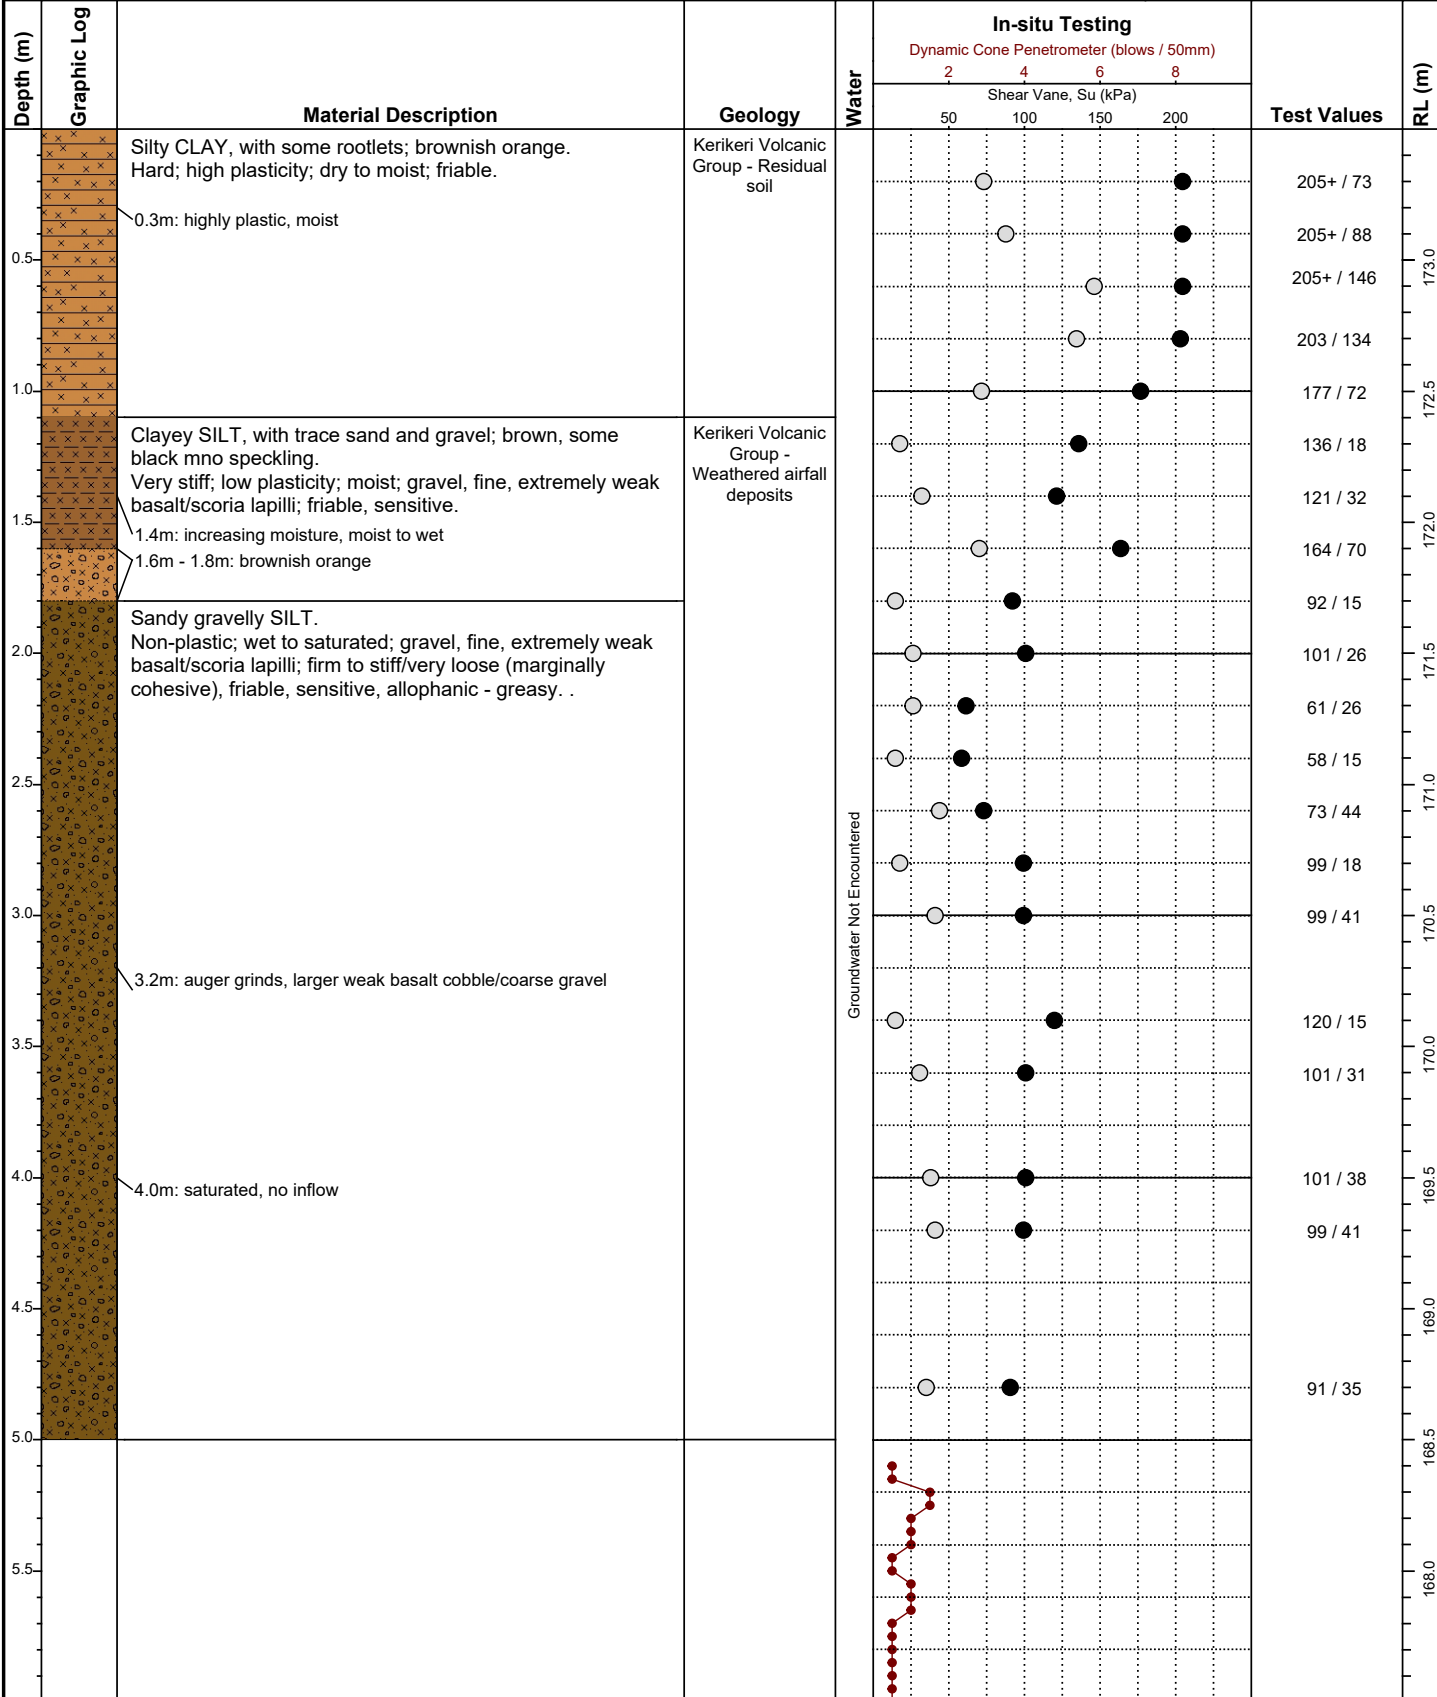 Depth (m)
Graphic Log
Material Description
Geology
Water
In-situ Testing
Dynamic Cone Penetrometer (blows / 50mm)
2 4 6 8
Shear Vane, Su (kPa)
50 100 150 200
Test Values
RL (m)
Silty CLAY, with some rootlets; brownish orange.
Hard; high plasticity; dry to moist; friable.
0.3m: highly plastic, moist
Kerikeri Volcanic
Group - Residual
soil
Clayey SILT, with trace sand and gravel; brown, some
black mno speckling.
Very stiff; low plasticity; moist; gravel, fine, extremely weak
basalt/scoria lapilli; friable, sensitive.
1.4m: increasing moisture, moist to wet
1.6m - 1.8m: brownish orange
Kerikeri Volcanic
Group -
Weathered airfall
deposits
Sandy gravelly SILT.
Non-plastic; wet to saturated; gravel, fine, extremely weak
basalt/scoria lapilli; firm to stiff/very loose (marginally
cohesive), friable, sensitive, allophanic - greasy. .
3.2m: auger grinds, larger weak basalt cobble/coarse gravel
4.0m: saturated, no inflow
0.5
1.0
1.5
2.0
2.5
3.0
3.5
4.0
4.5
5.0
5.5
Groundwater Not Encountered
205+ / 73
205+ / 88
205+ / 146
203 / 134
177 / 72
136 / 18
121 / 32
164 / 70
92 / 15
101 / 26
61 / 26
58 / 15
73 / 44
99 / 18
99 / 41
120 / 15
101 / 31
101 / 38
99 / 41
91 / 35
173.0
172.5
172.0
171.5
171.0
170.5
170.0
169.5
169.0
168.5
168.0